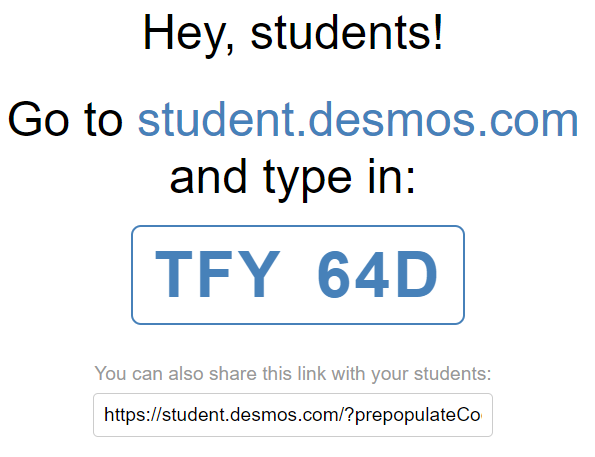 Hey, students!
Go to student.desmos.com
and type in:
TFY 64D
You can also share this link with your students:
https://student.desmos.com/?prepopulateCo